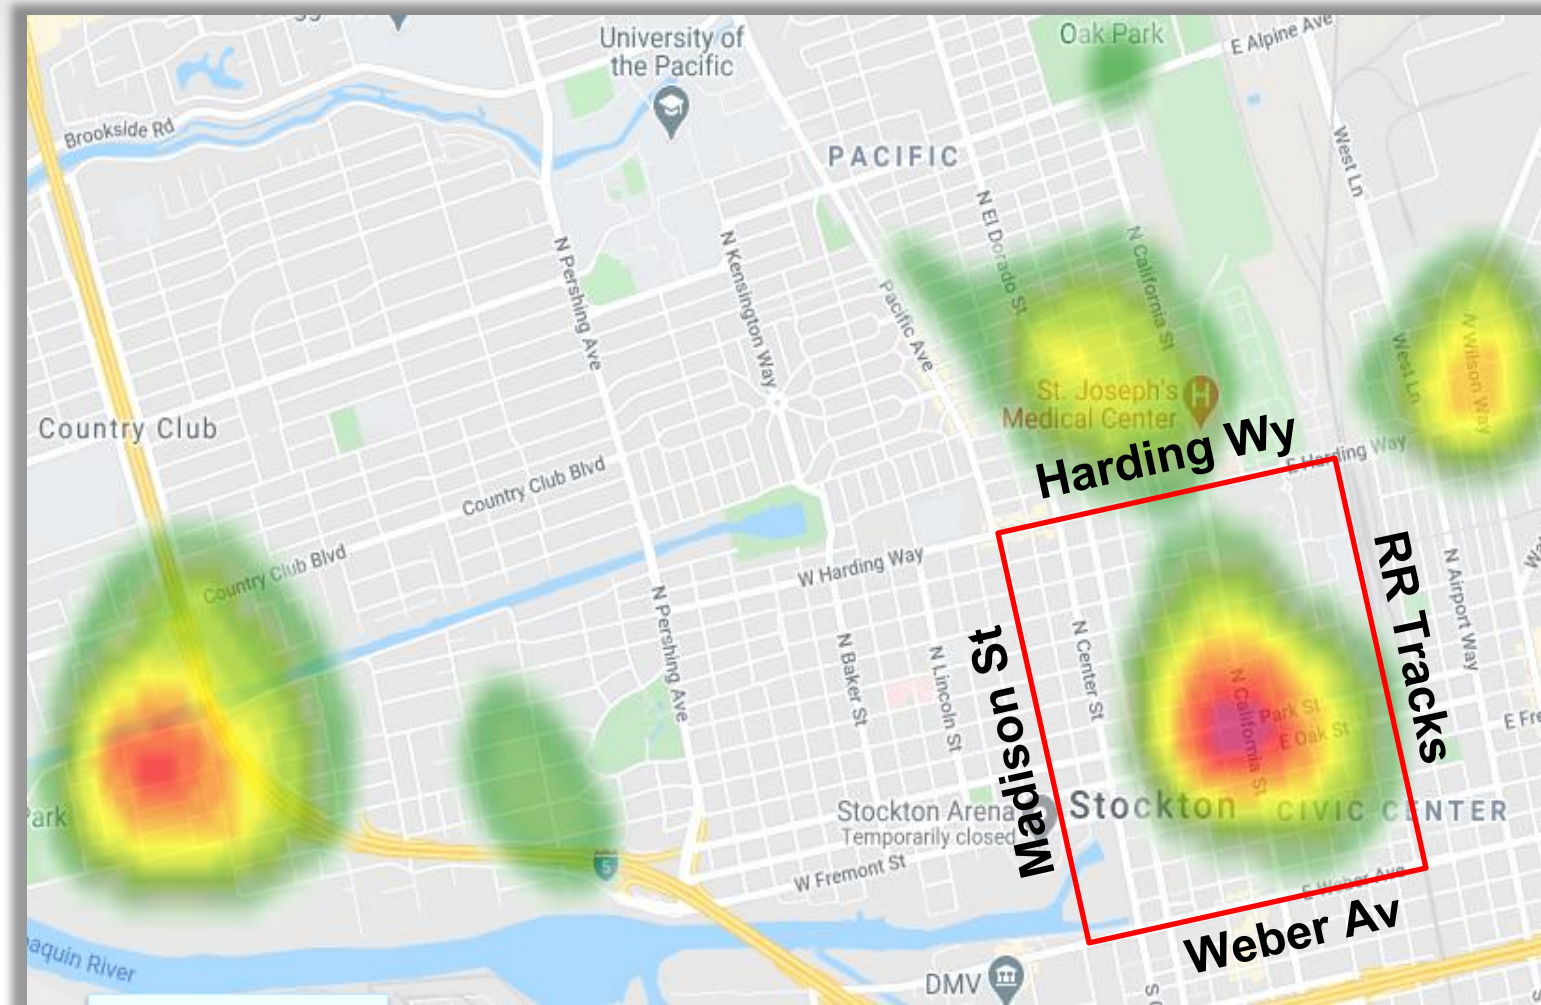 University of
the Pacific
Oak Park
E Alpine Ave
Brookside Rd
PACIFIC
West Ln
N El Dorado St
N California St
N Kensington Way
N Pershing Ave
Pacific Ave
West Ln
N Wilson Way
St. Joseph's
Medical Center
H
Country Club
Harding Wy
E Harding Way
Country Club Blvd
Country Club Blvd
W Harding Way
RR Tracks
N Airport Way
N Pershing Ave
N Baker St
N Lincoln St
Madison St
N Center St
N California St
Park St
E Oak St
E Fre
Stockton Arena
Temporarily closed
Stockton
CIVIC CENTER
Park
5
W Fremont St
E Weber Ave
Weber Av
aquin River
DMV